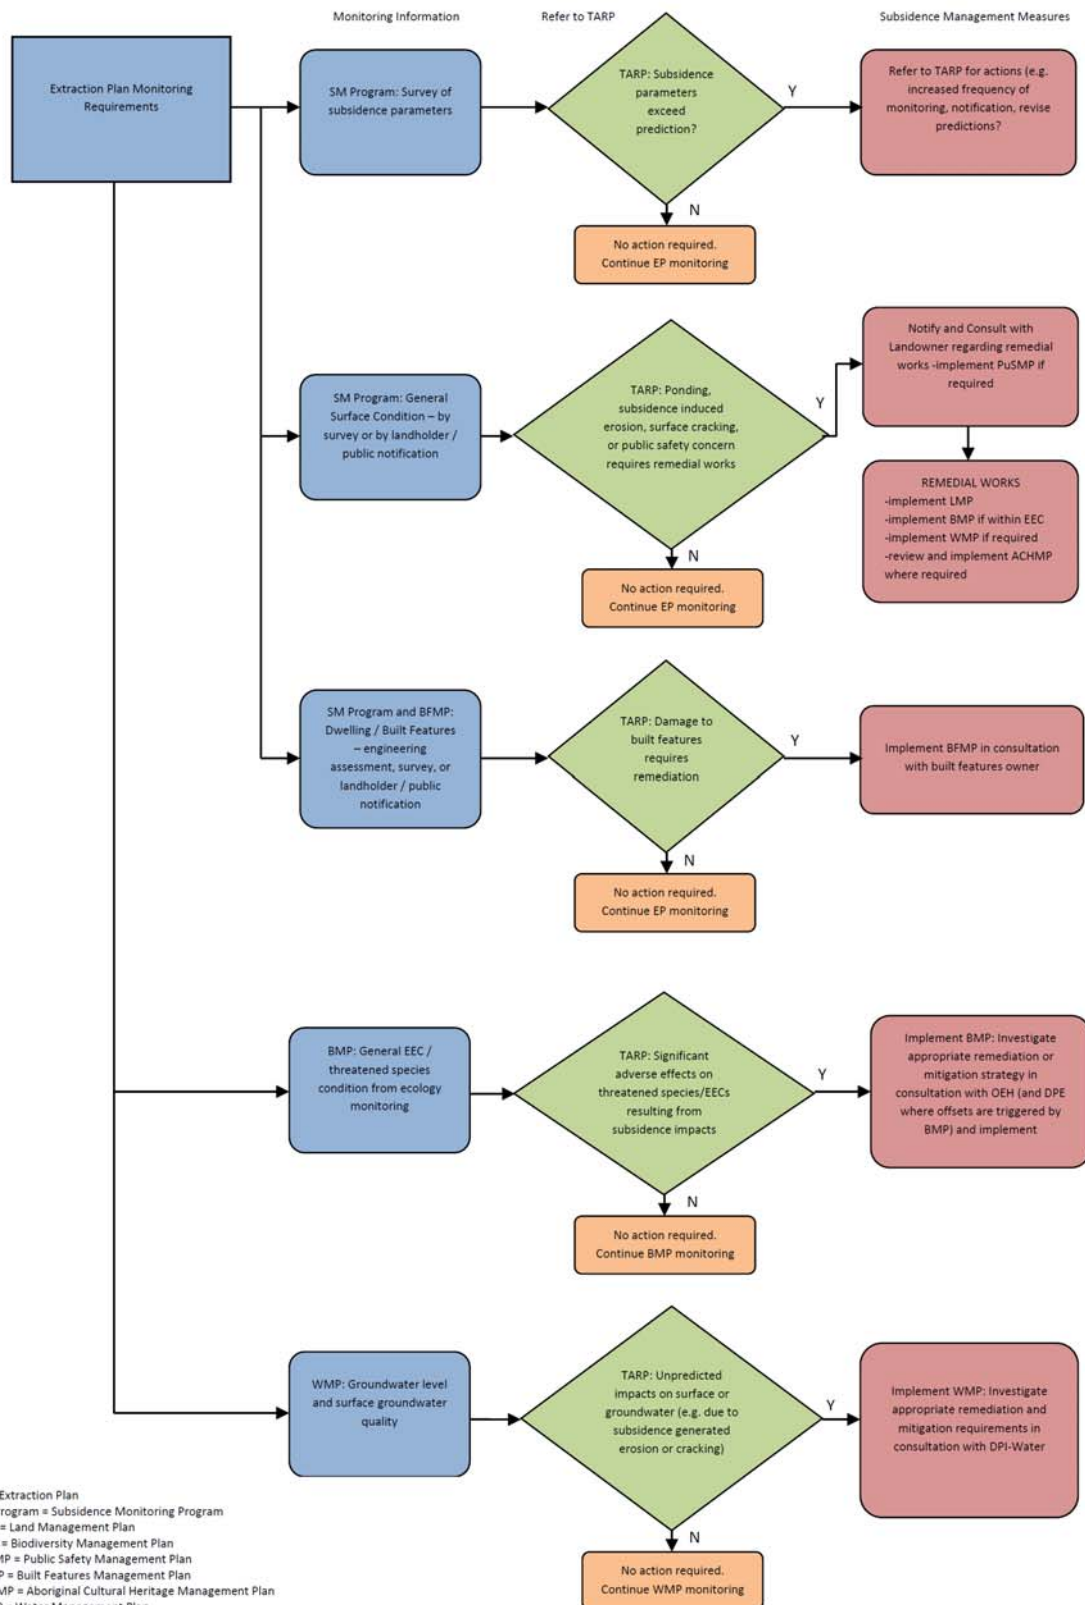 Monitoring Information
Refer to TARP
Subsidence Management Measures
Extraction Plan Monitoring
Requirements
SM Program: Survey of
subsidence parameters
TARP: Subsidence
parameters
exceed
prediction?
Y
Refer to TARP for actions (e.g.
increased frequency of
monitoring, notification, revise
predictions?
N
No action required.
Continue EP monitoring
SM Program: General
Surface Condition – by
survey or by landholder /
public notification
TARP: Ponding,
subsidence induced
erosion, surface cracking,
or public safety concern
requires remedial works
Y
Notify and Consult with
Landowner regarding remedial
works -implement PuSMP if
required
REMEDIAL WORKS
-implement LMP
-implement BMP if within EEC
-implement WMP if required
-review and implement ACHMP
where required
N
No action required.
Continue EP monitoring
SM Program and BFMP:
Dwelling / Built Features
– engineering
assessment, survey, or
landholder / public
notification
TARP: Damage to
built features
requires
remediation
Y
Implement BFMP in consultation
with built features owner
N
No action required.
Continue EP monitoring
BMP: General EEC /
threatened species
condition from ecology
monitoring
TARP: Significant
adverse effects on
threatened species/EECs
resulting from
subsidence impacts
Y
Implement BMP: Investigate
appropriate remediation or
mitigation strategy in
consultation with OEH (and DPE
where offsets are triggered by
BMP) and implement
N
No action required.
Continue BMP monitoring
WMP: Groundwater level
and surface groundwater
quality
TARP: Unpredicted
impacts on surface or
groundwater (e.g. due to
subsidence generated
erosion or cracking)
Y
Implement WMP: Investigate
appropriate remediation and
mitigation requirements in
consultation with DPI-Water
N
No action required.
Continue WMP monitoring
Extraction Plan
rogram = Subsidence Monitoring Program
= Land Management Plan
= Biodiversity Management Plan
MP = Public Safety Management Plan
P = Built Features Management Plan
MP = Aboriginal Cultural Heritage Management Plan
= Water Management Plan